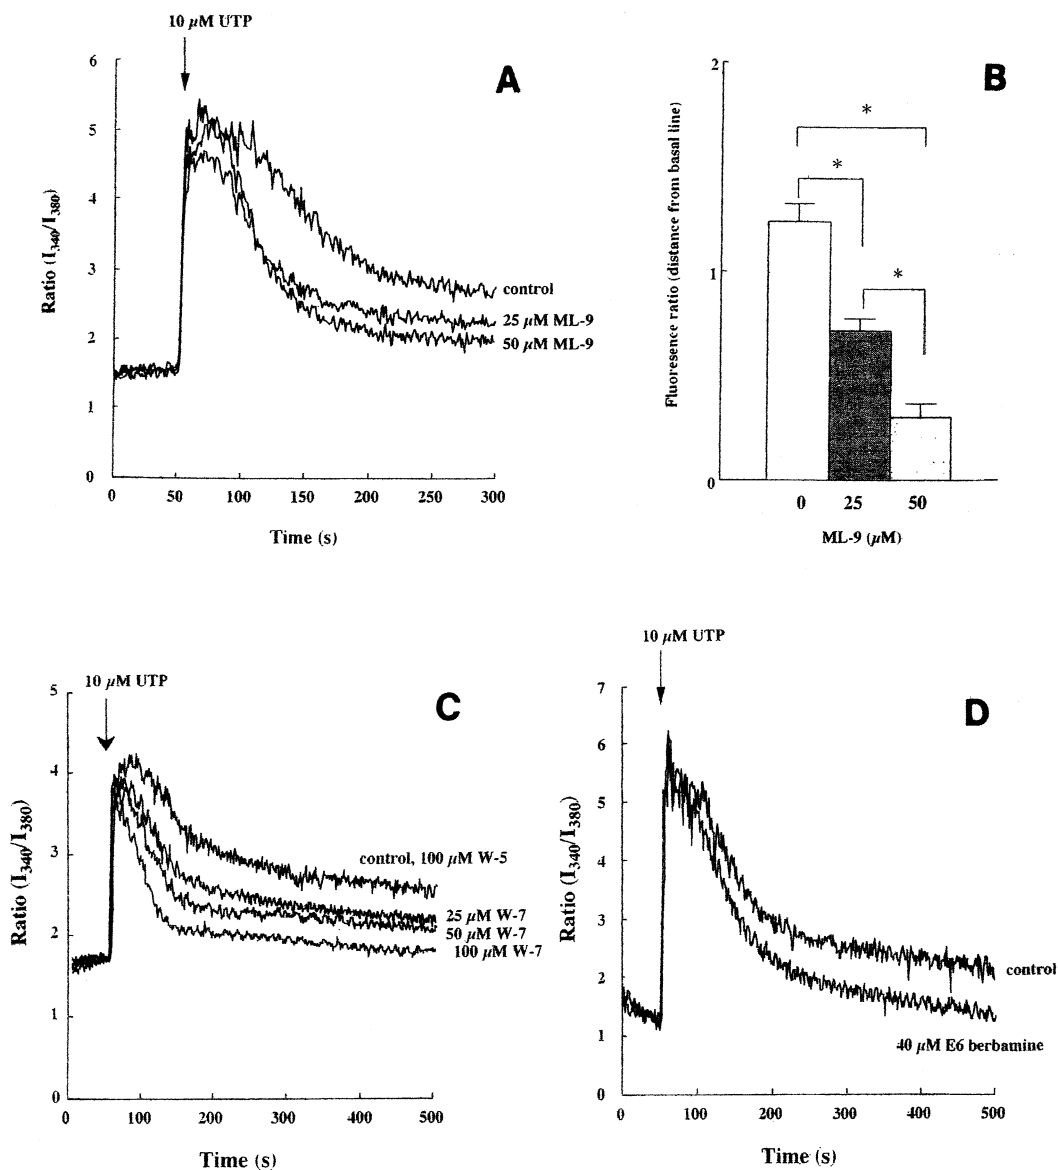 10 μM UTP
A
6
5
4
3
2
1
0
Ratio (I340/I380)
0 50 100 150 200 250 300
Time (s)
control
25 μM ML-9
50 μM ML-9
B
2
1
0
Fluoresence ratio (distance from basal line)
*
*
*
0 25 50
ML-9 (μM)
10 μM UTP
C
5
4
3
2
1
0
Ratio (I340/I380)
control, 100 μM W-5
25 μM W-7
50 μM W-7
100 μM W-7
0 100 200 300 400 500
Time (s)
10 μM UTP
D
7
6
5
4
3
2
1
0
Ratio (I340/I380)
control
40 μM E6 berbamine
0 100 200 300 400 500
Time (s)